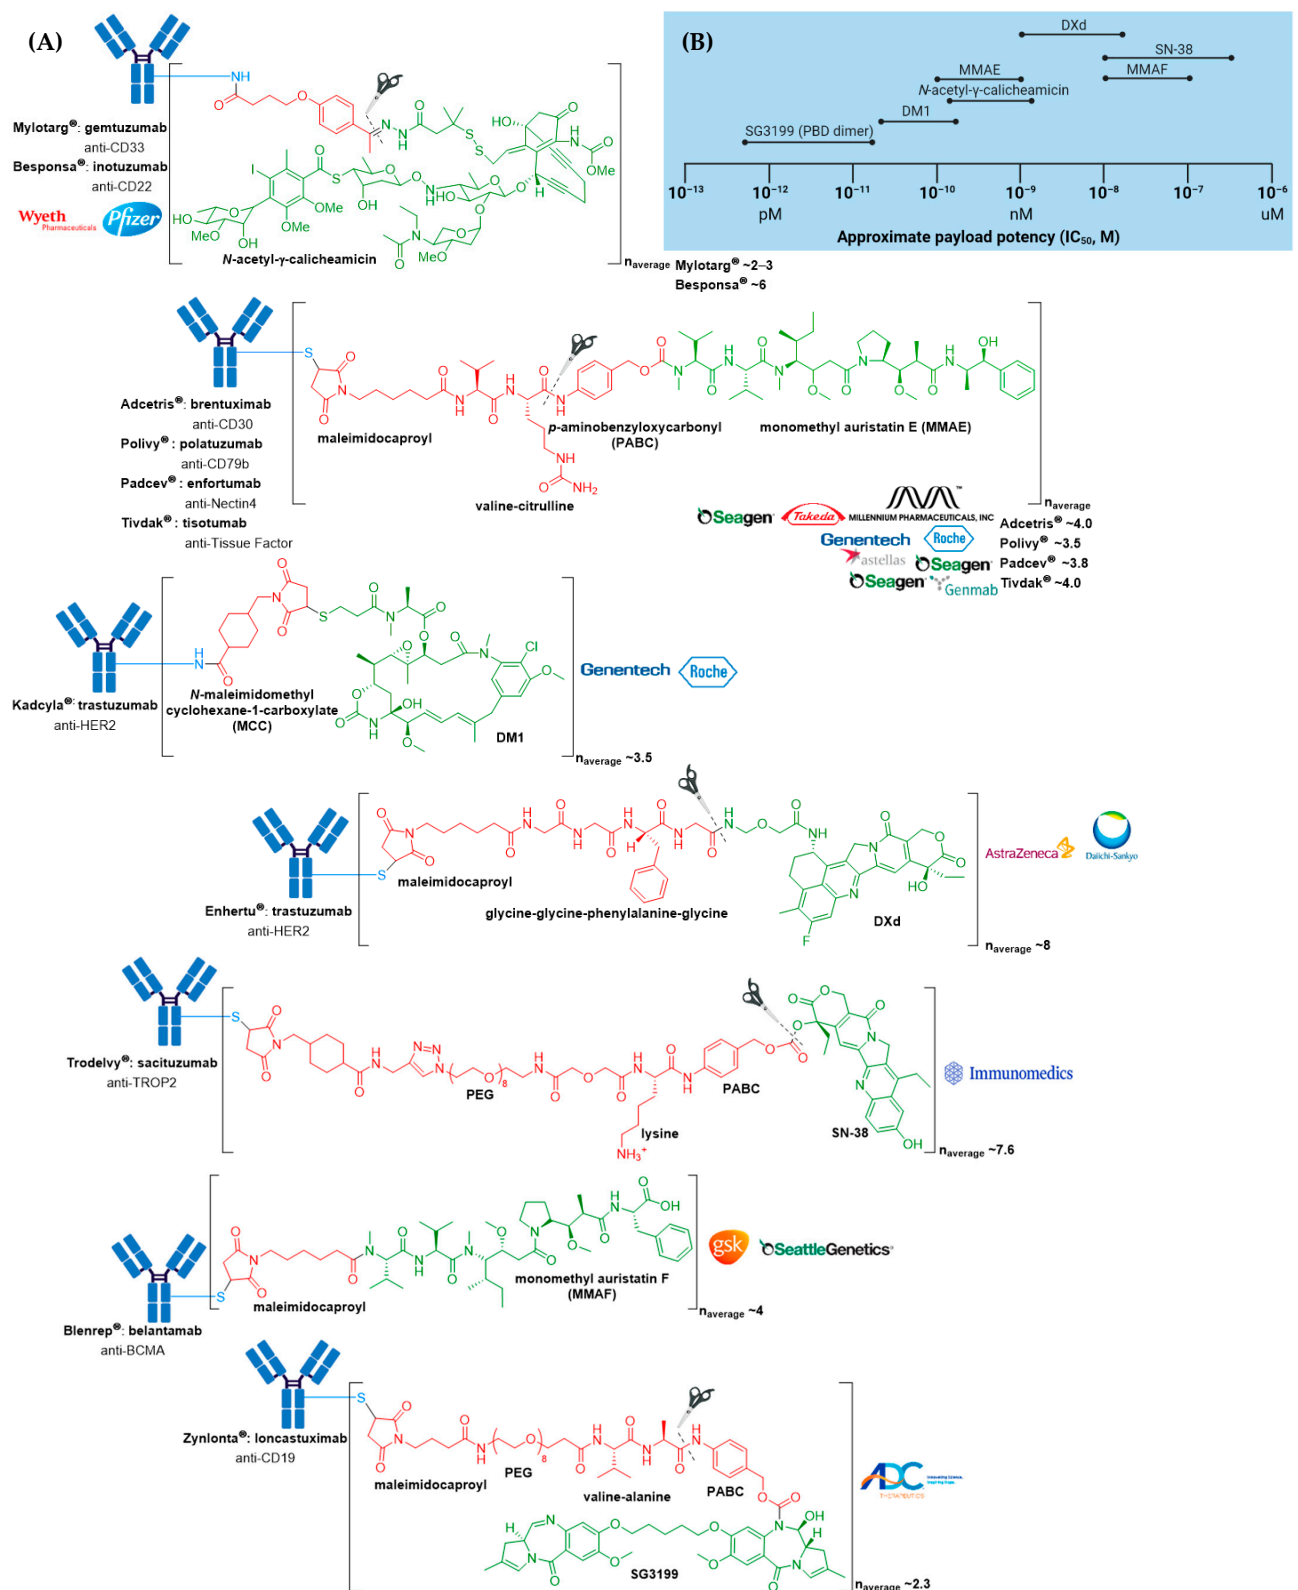 (A)
Mylotarg®: gemtuzumab
anti-CD33
Besponsa®: inotuzumab
anti-CD22
Wyeth
Pharmaceuticals
Pfizer
N-acetyl-γ-calicheamicin
naverage Mylotarg® ~2–3
Besponsa® ~6
(B)
DXd
SN-38
MMAE
MMAF
N-acetyl-γ-calicheamicin
DM1
SG3199 (PBD dimer)
10-13 10-12 10-11 10-10 10-9 10-8 10-7 10-6
pM nM uM
Approximate payload potency (IC50, M)
Adcetris®: brentuximab
anti-CD30
Polivy®: polatuzumab
anti-CD79b
Padcev®: enfortumab
anti-Nectin4
Tivdak®: tisotumab
anti-Tissue Factor
maleimidocaproyl
valine-citrulline
p-aminobenzyloxycarbonyl
(PABC)
monomethyl auristatin E (MMAE)
naverage
Adcetris® ~4.0
Polivy® ~3.5
Padcev® ~3.8
Tivdak® ~4.0
Seagen Takeda MILLENNIUM PHARMACEUTICALS, INC
Genentech Roche
astellas Seagen
Seagen Genmab
Kadcyla®: trastuzumab
anti-HER2
N-maleimidomethyl
cyclohexane-1-carboxylate
(MCC)
DM1
naverage ~3.5
Genentech Roche
Enhertu®: trastuzumab
anti-HER2
maleimidocaproyl
glycine-glycine-phenylalanine-glycine
DXd
naverage ~8
AstraZeneca Daiichi-Sankyo
Trodelvy®: sacituzumab
anti-TROP2
PEG
lysine
PABC
SN-38
naverage ~7.6
Immunomedics
Blenrep®: belantamab
anti-BCMA
maleimidocaproyl
monomethyl auristatin F
(MMAF)
naverage ~4
gsk SeattleGenetics
Zynlonta®: loncastuximab
anti-CD19
maleimidocaproyl
PEG
valine-alanine
PABC
SG3199
naverage ~2.3
ADC
THERAPEUTICS